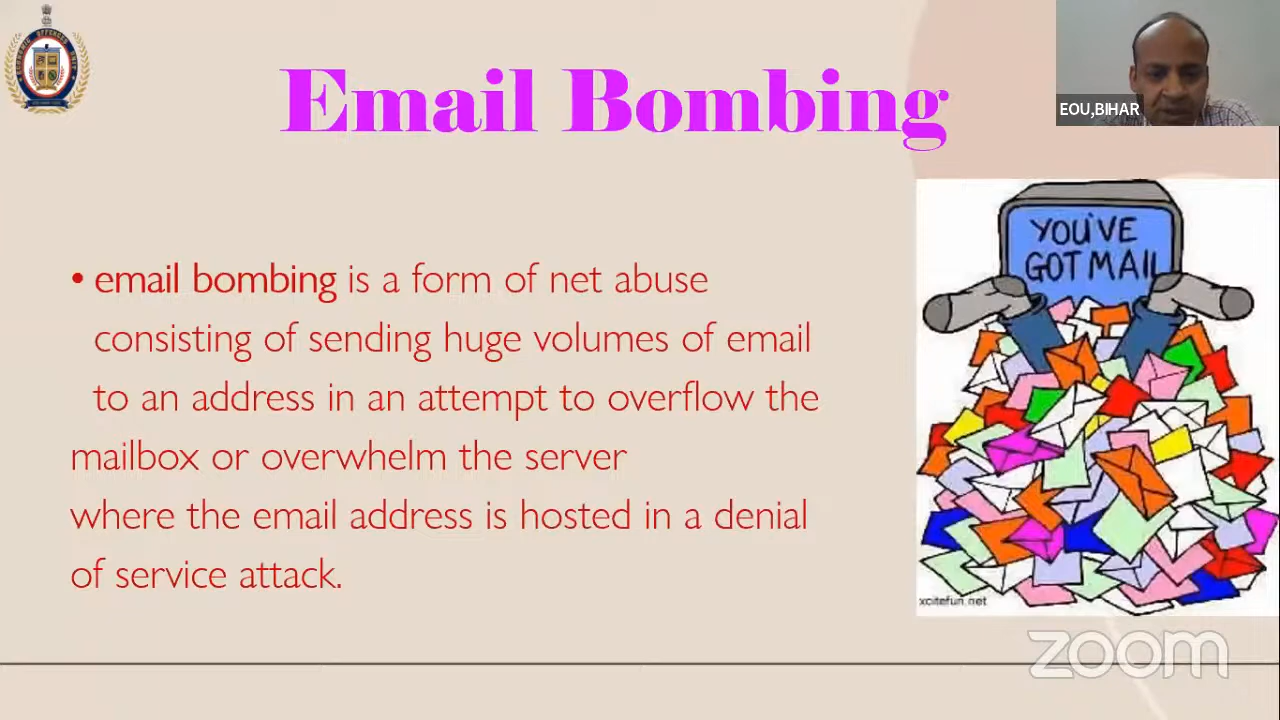 Email Bombing
EOU,BIHAR
YOU'VE
GOT MAIL
• email bombing is a form of net abuse
consisting of sending huge volumes of email
to an address in an attempt to overflow the
mailbox or overwhelm the server
where the email address is hosted in a denial
of service attack.
xcitefun.net
zoom